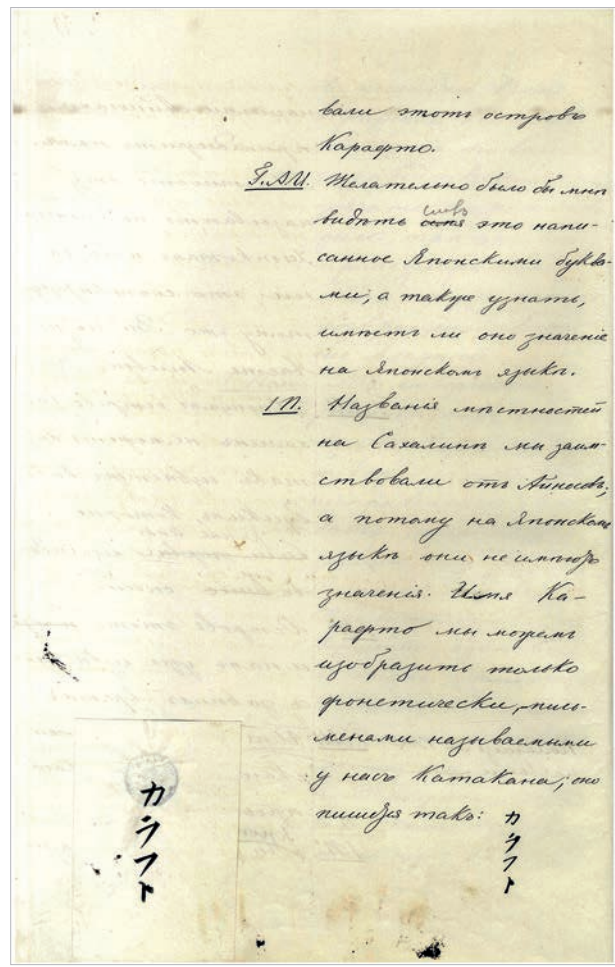 вали этотъ островъ
Карафто.
Г.АИ. Желательно было бы мнѣ
видѣть слово это напи-
санное Японскими буква-
ми, а также узнать,
имѣетъ ли оно значеніе
на Японскомъ языкѣ.
1П. Названія мѣстностей
на Сахалинѣ мы заим-
ствовали отъ Айносовъ;
а потому на Японскомъ
языкѣ они не имѣютъ
значенія. Имя Ка-
рафто мы можемъ
изобразить только
фонетически, пись-
менами называемыми
у насъ Катакана; оно
пишется такъ: カラフト
カラフト